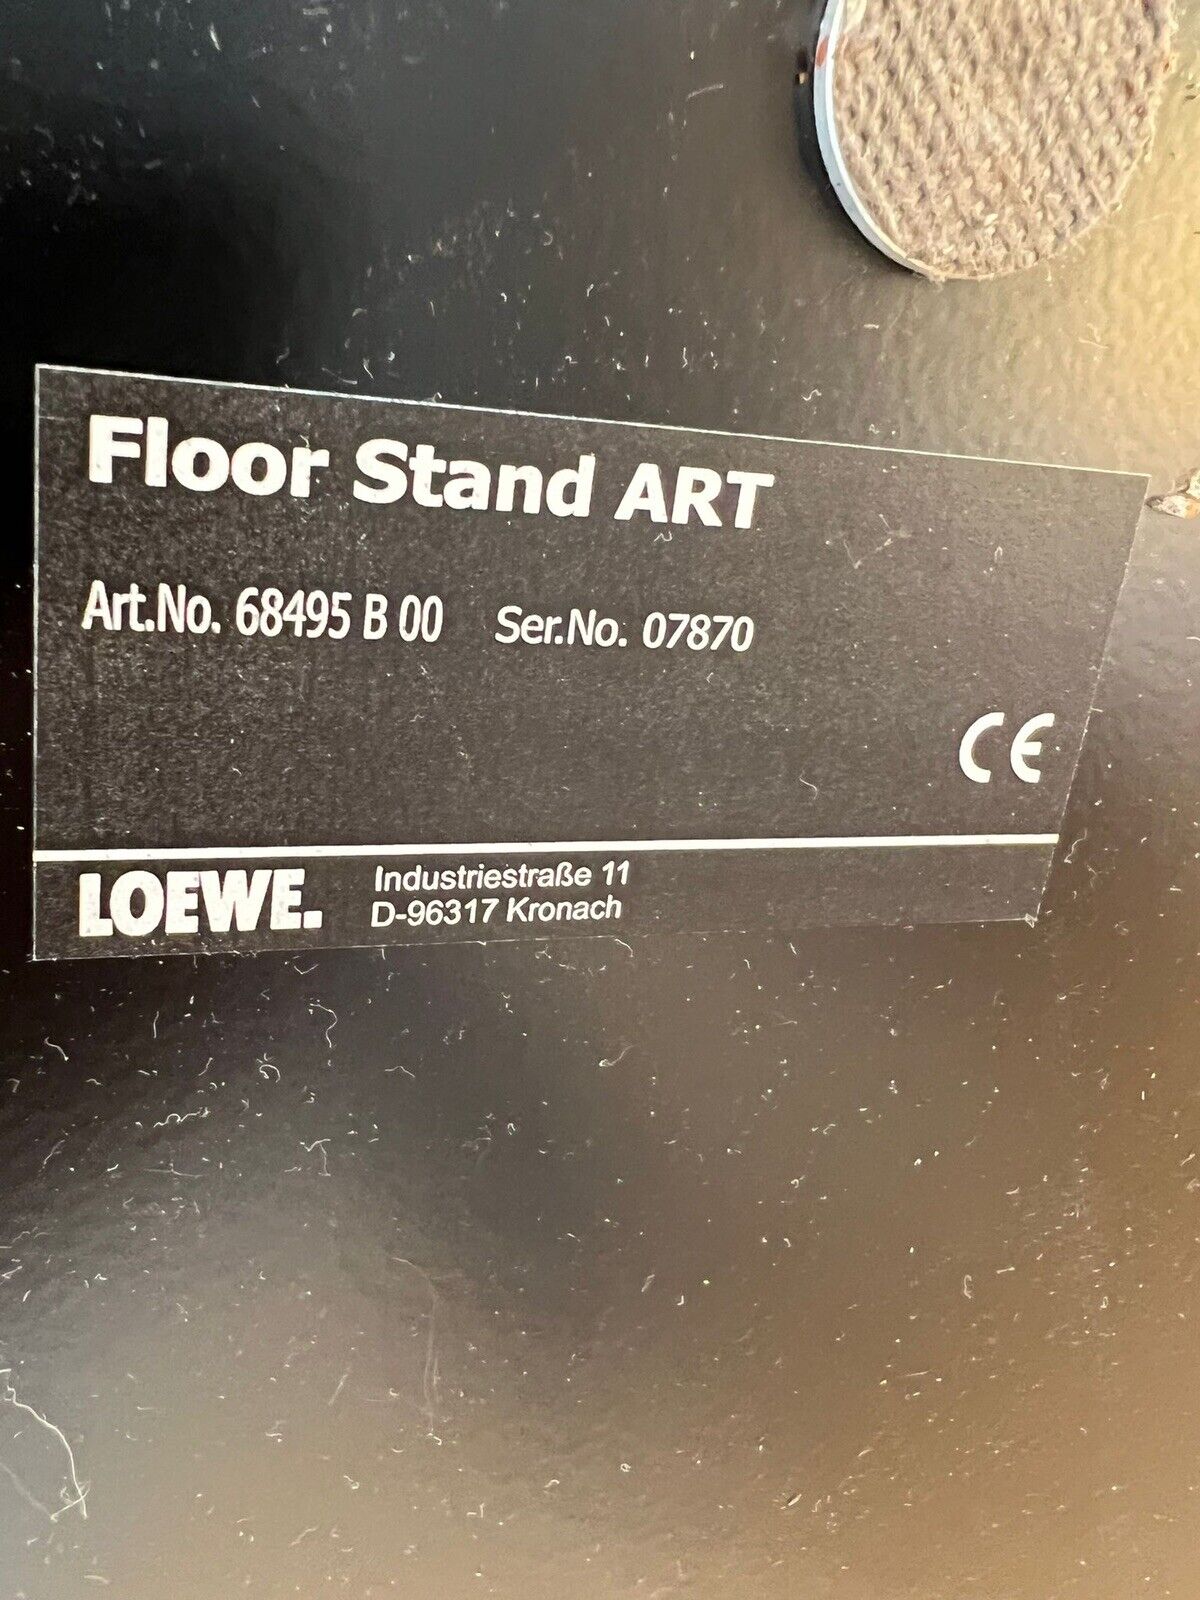 Floor Stand ART
Art.No. 68495 B 00 Ser.No. 07870
CE
LOEWE.
Industriestraße 11
D-96317 Kronach